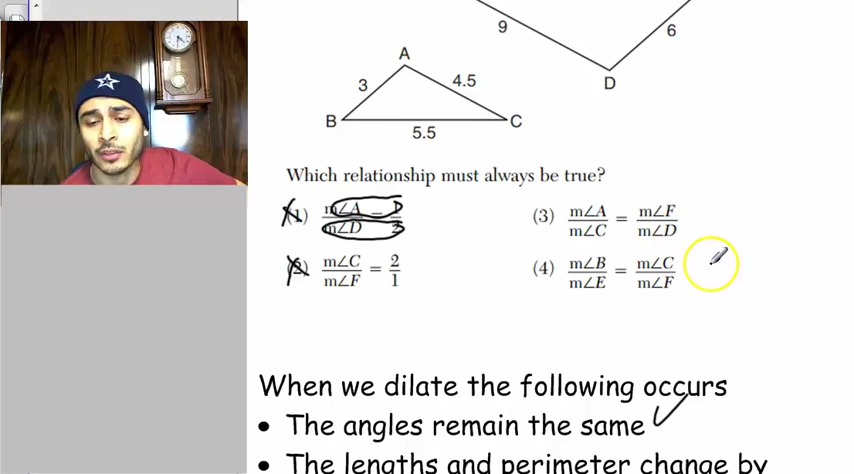 9
6
D
A
3
4.5
B
C
5.5
Which relationship must always be true?
(1) m∠A/m∠D = 1/2
(3) m∠A/m∠C = m∠F/m∠D
(2) m∠C/m∠F = 2/1
(4) m∠B/m∠E = m∠C/m∠F
When we dilate the following occurs
• The angles remain the same
• The lengths and perimeter change by